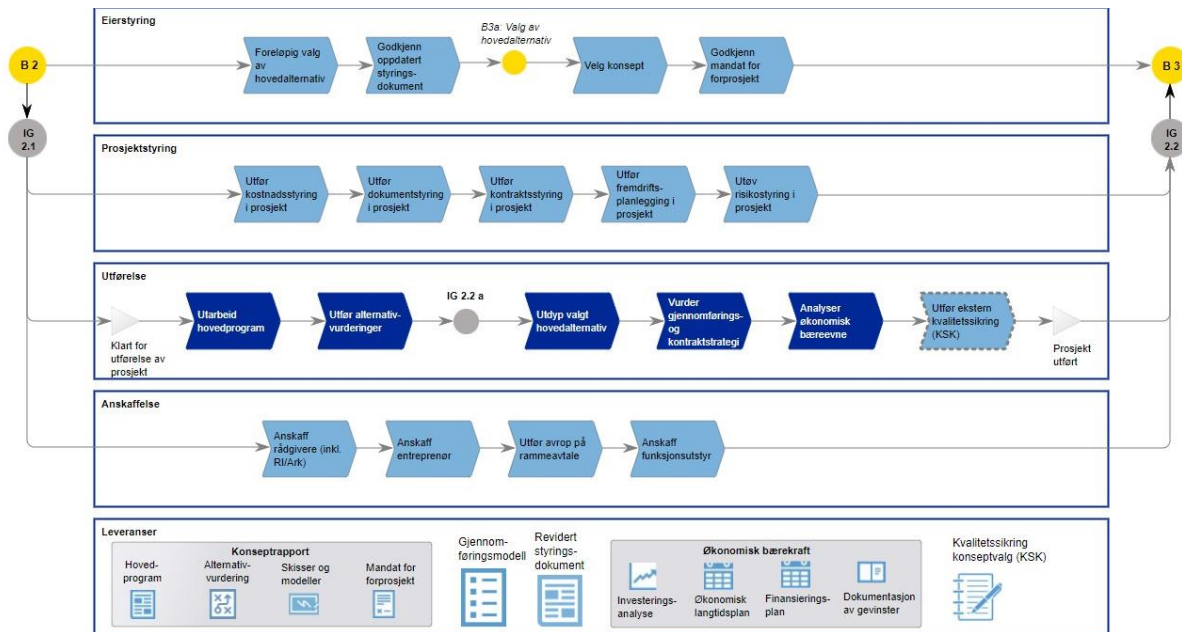 Eierstyring
B 2
Foreløpig valg
av
hovedalternativ
Godkjenn
oppdatert
styrings-
dokument
B3a: Valg av
hovedalternativ
Velg konsept
Godkjenn
mandat for
forprosjekt
B 3
IG
2.1
IG
2.2
Prosjektstyring
Utfør
kostnadsstyring
i prosjekt
Utfør
dokumentstyring
i prosjekt
Utfør
kontraktsstyring
i prosjekt
Utfør
fremdrifts-
planlegging i
prosjekt
Utøv
risikostyring i
prosjekt
Utførelse
Klart for
utførelse av
prosjekt
Utarbeid
hovedprogram
Utfør alternativ-
vurderinger
IG 2.2 a
Utdyp valgt
hovedalternativ
Vurder
gjennomførings-
og
kontraktstrategi
Analyser
økonomisk
bæreevne
Utfør ekstern
kvalitetssikring
(KSK)
Prosjekt
utført
Anskaffelse
Anskaff
rådgivere (inkl.
RI/Ark)
Anskaff
entreprenør
Utfør avrop på
rammeavtale
Anskaff
funksjonsutstyr
Leveranser
Konseptrapport
Hoved-
program
Alternativ-
vurdering
Skisser og
modeller
Mandat for
forprosjekt
Gjennom-
føringsmodell
Revidert
styrings-
dokument
Økonomisk bærekraft
Investerings-
analyse
Økonomisk
langtidsplan
Finansierings-
plan
Dokumentasjon
av gevinster
Kvalitetssikring
konseptvalg (KSK)